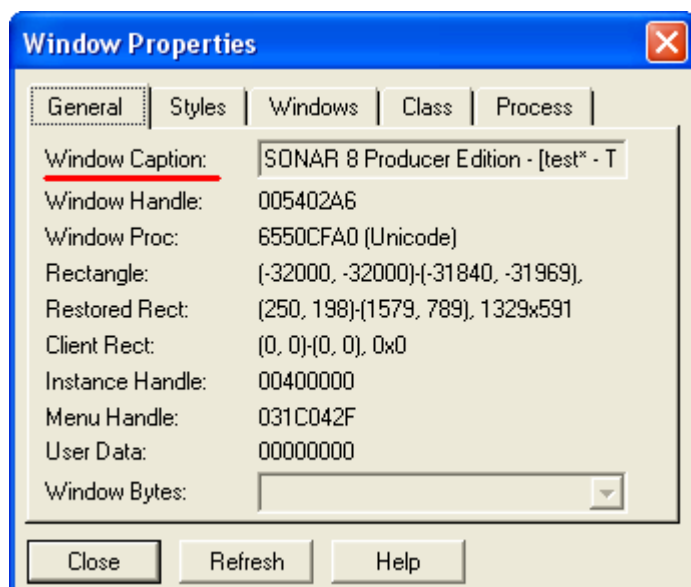 Window Properties
General Styles Windows Class Process
Window Caption: SONAR 8 Producer Edition - [test* - T
Window Handle: 005402A6
Window Proc: 6550CFA0 (Unicode)
Rectangle: (-32000, -32000)-(-31840, -31969),
Restored Rect: (250, 198)-(1579, 789), 1329x591
Client Rect: (0, 0)-(0, 0), 0x0
Instance Handle: 00400000
Menu Handle: 031C042F
User Data: 00000000
Window Bytes:
Close Refresh Help